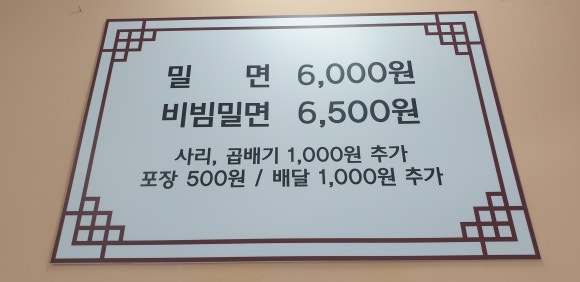 밀 면 6,000원
비빔밀면 6,500원
사리, 곱배기 1,000원 추가
포장 500원 / 배달 1,000원 추가